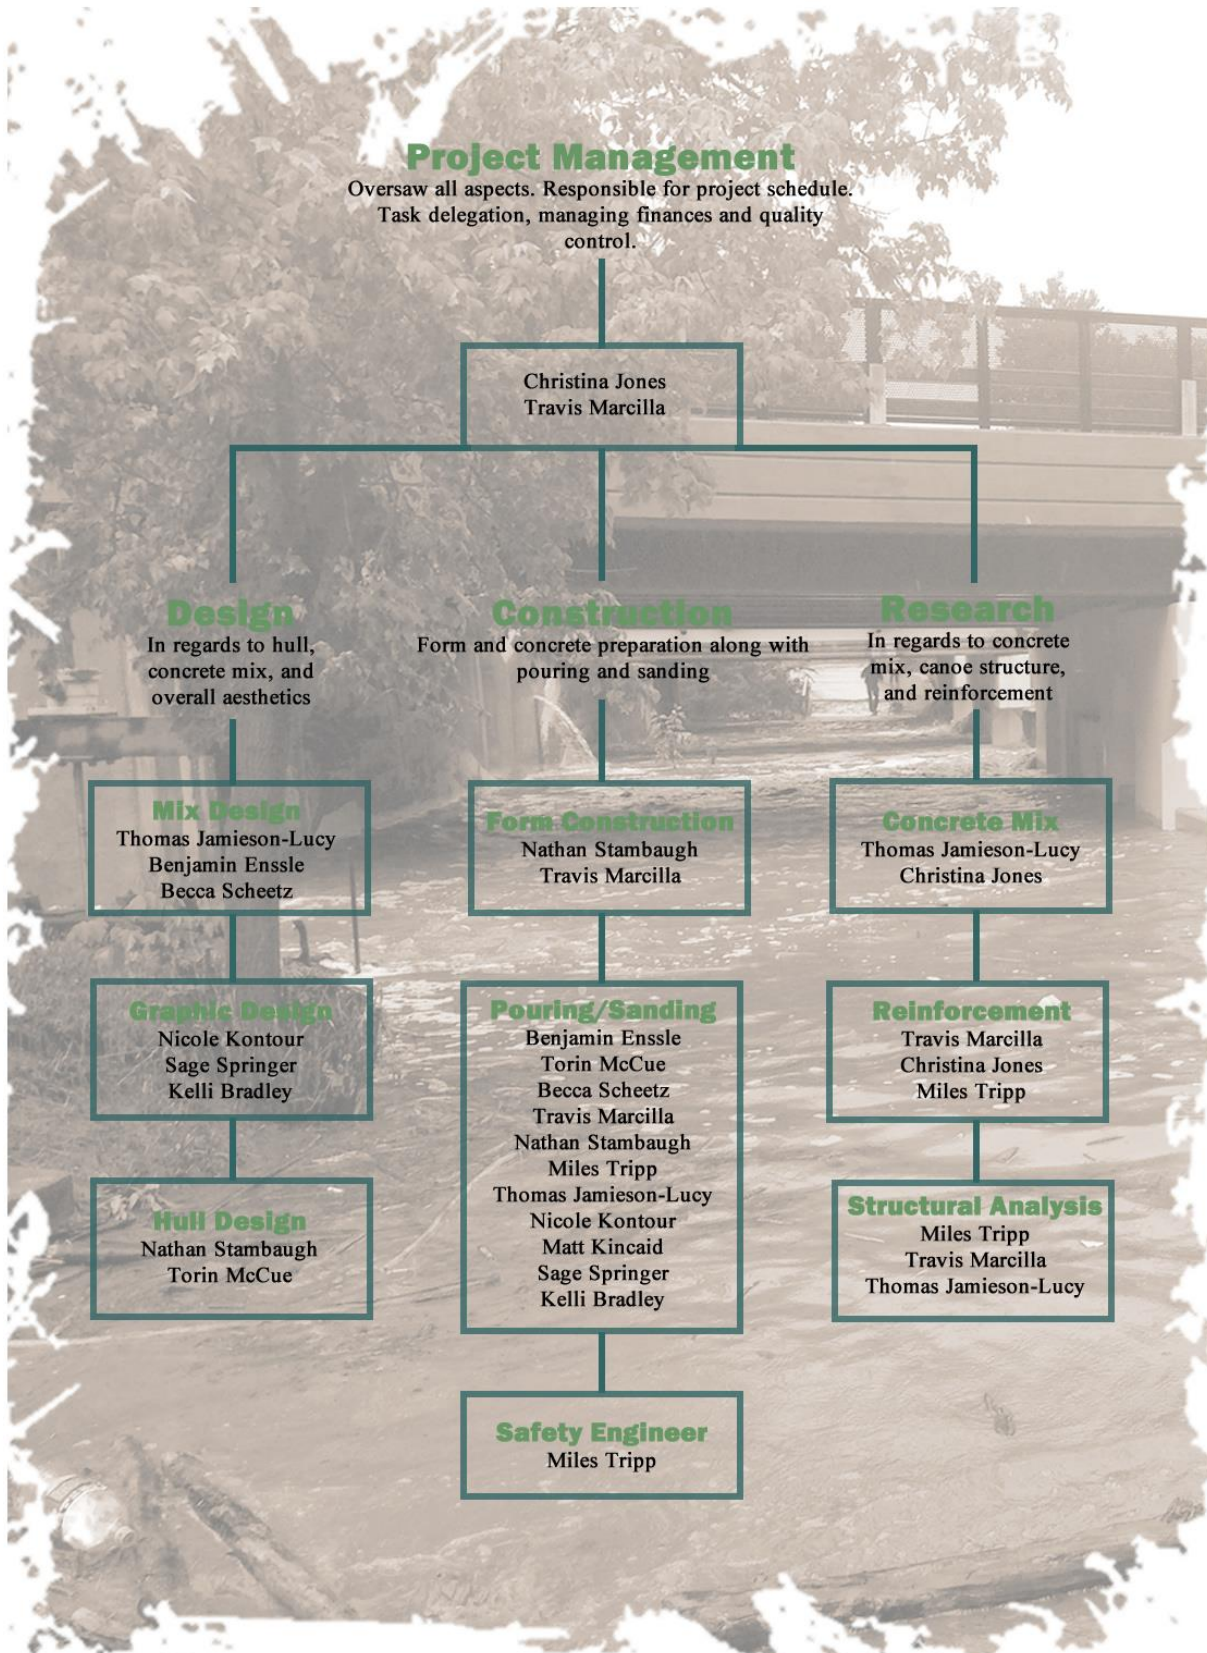 Project Management
Oversaw all aspects. Responsible for project schedule.
Task delegation, managing finances and quality
control.
Christina Jones
Travis Marcilla
Design
In regards to hull,
concrete mix, and
overall aesthetics
Mix Design
Thomas Jamieson-Lucy
Benjamin Enssle
Becca Scheetz
Graphic Design
Nicole Kontour
Sage Springer
Kelli Bradley
Hull Design
Nathan Stambaugh
Torin McCue
Construction
Form and concrete preparation along with
pouring and sanding
Form Construction
Nathan Stambaugh
Travis Marcilla
Pouring/Sanding
Benjamin Enssle
Torin McCue
Becca Scheetz
Travis Marcilla
Nathan Stambaugh
Miles Tripp
Thomas Jamieson-Lucy
Nicole Kontour
Matt Kincaid
Sage Springer
Kelli Bradley
Safety Engineer
Miles Tripp
Research
In regards to concrete
mix, canoe structure,
and reinforcement
Concrete Mix
Thomas Jamieson-Lucy
Christina Jones
Reinforcement
Travis Marcilla
Christina Jones
Miles Tripp
Structural Analysis
Miles Tripp
Travis Marcilla
Thomas Jamieson-Lucy